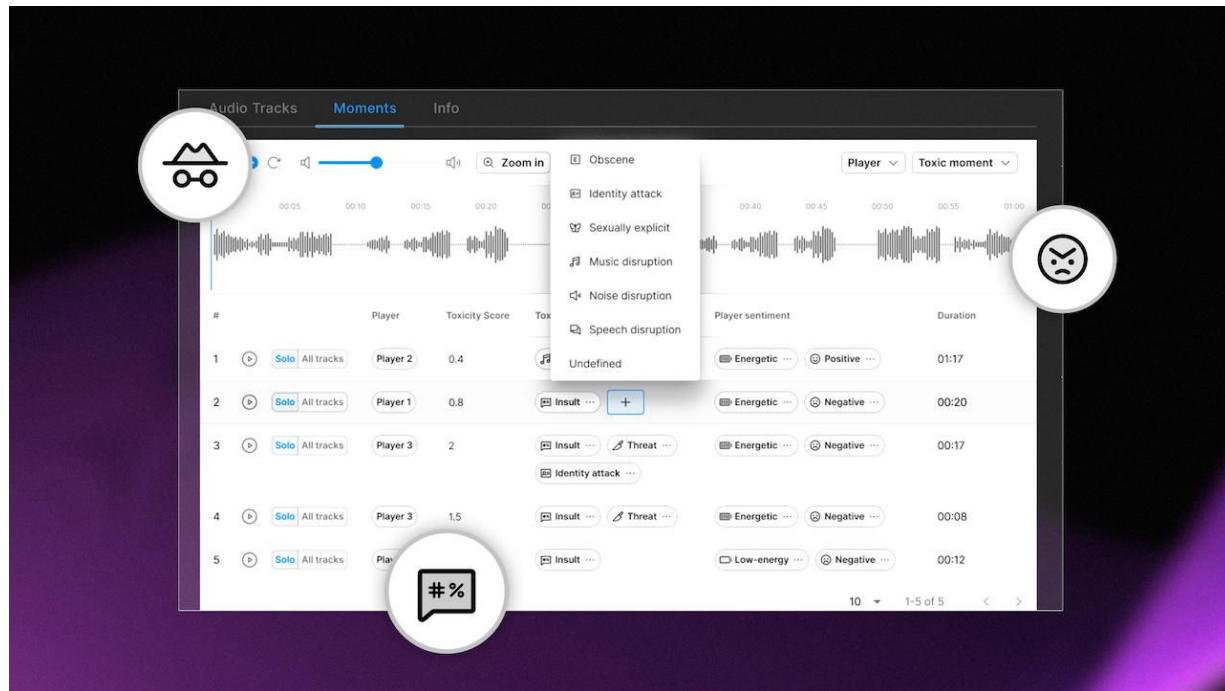 Audio Tracks Moments Info
Zoom in Player Toxic moment
00:05 00:10 00:15 00:20 00:40 00:45 00:50 00:55 01:00
Obscene
Identity attack
Sexually explicit
Music disruption
Noise disruption
Speech disruption
Undefined
# Player Toxicity Score Player sentiment Duration
1 Solo All tracks Player 2 0.4 Energetic ... Positive ... 01:17
2 Solo All tracks Player 1 0.8 Insult ... + Energetic ... Negative ... 00:20
3 Solo All tracks Player 3 2 Insult ... Threat ... Energetic ... Negative ... 00:17
Identity attack ...
4 Solo All tracks Player 3 1.5 Insult ... Threat ... Energetic ... Negative ... 00:08
5 Solo All tracks Insult ... Low-energy ... Negative ... 00:12
#%
10 1-5 of 5